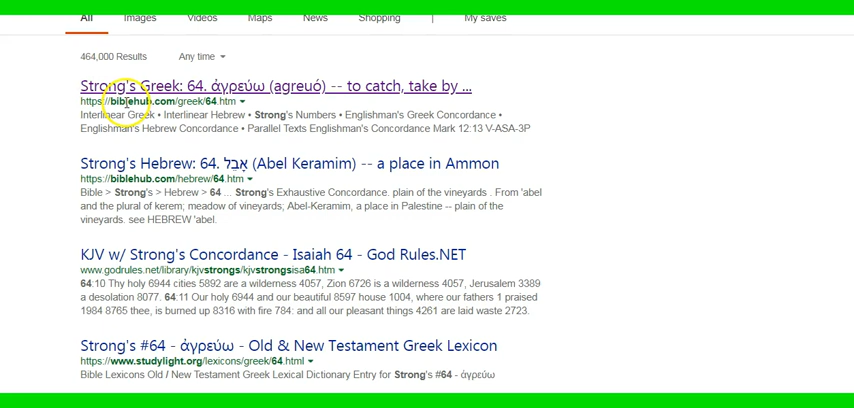 All Images Videos Maps News Shopping | My saves
464,000 Results Any time
Strong's Greek: 64. ἀγρεύω (agreuó) -- to catch, take by ...
https://biblehub.com/greek/64.htm
Interlinear Greek • Interlinear Hebrew • Strong's Numbers • Englishman's Greek Concordance •
Englishman's Hebrew Concordance • Parallel Texts Englishman's Concordance Mark 12:13 V-ASA-3P
Strong's Hebrew: 64. אָבֵל (Abel Keramim) -- a place in Ammon
https://biblehub.com/hebrew/64.htm
Bible > Strong's > Hebrew > 64 ... Strong's Exhaustive Concordance. plain of the vineyards . From 'abel
and the plural of kerem; meadow of vineyards; Abel-Keramim, a place in Palestine -- plain of the
vineyards. see HEBREW 'abel.
KJV w/ Strong's Concordance - Isaiah 64 - God Rules.NET
www.godrules.net/library/kjvstrongs/kjvstrongsisa64.htm
64:10 Thy holy 6944 cities 5892 are a wilderness 4057, Zion 6726 is a wilderness 4057, Jerusalem 3389
a desolation 8077. 64:11 Our holy 6944 and our beautiful 8597 house 1004, where our fathers 1 praised
1984 8765 thee, is burned up 8316 with fire 784: and all our pleasant things 4261 are laid waste 2723.
Strong's #64 - ἀγρεύω - Old & New Testament Greek Lexicon
https://www.studylight.org/lexicons/greek/64.html
Bible Lexicons Old / New Testament Greek Lexical Dictionary Entry for Strong's #64 - ἀγρεύω